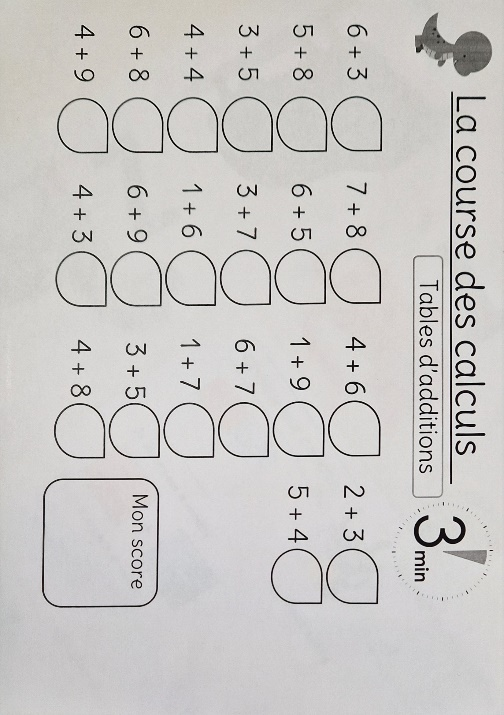 La course des calculs
Tables d'additions
3 min
6 + 3
7 + 8
4 + 6
2 + 3
5 + 8
6 + 5
1 + 9
5 + 4
3 + 5
3 + 7
6 + 7
4 + 4
1 + 6
1 + 7
6 + 8
6 + 9
3 + 5
4 + 9
4 + 3
4 + 8
Mon score